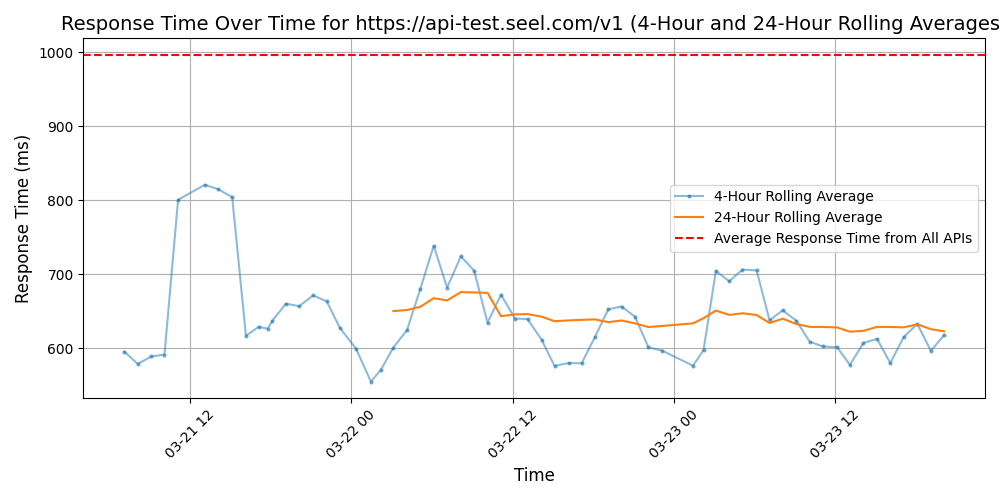 Response Time Over Time for https://api-test.seel.com/v1 (4-Hour and 24-Hour Rolling Averages
Response Time (ms)
1000
900
800
700
600
4-Hour Rolling Average
24-Hour Rolling Average
Average Response Time from All APIs
03-21 12
03-22 00
03-22 12
03-23 00
03-23 12
Time